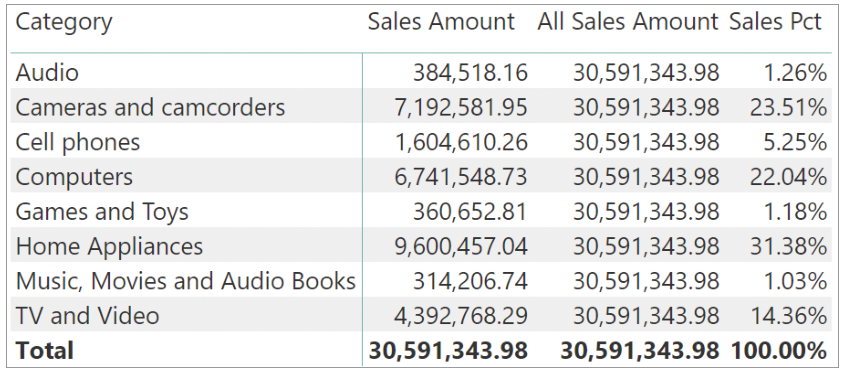 Category Sales Amount All Sales Amount Sales Pct
Audio 384,518.16 30,591,343.98 1.26%
Cameras and camcorders 7,192,581.95 30,591,343.98 23.51%
Cell phones 1,604,610.26 30,591,343.98 5.25%
Computers 6,741,548.73 30,591,343.98 22.04%
Games and Toys 360,652.81 30,591,343.98 1.18%
Home Appliances 9,600,457.04 30,591,343.98 31.38%
Music, Movies and Audio Books 314,206.74 30,591,343.98 1.03%
TV and Video 4,392,768.29 30,591,343.98 14.36%
Total 30,591,343.98 30,591,343.98 100.00%